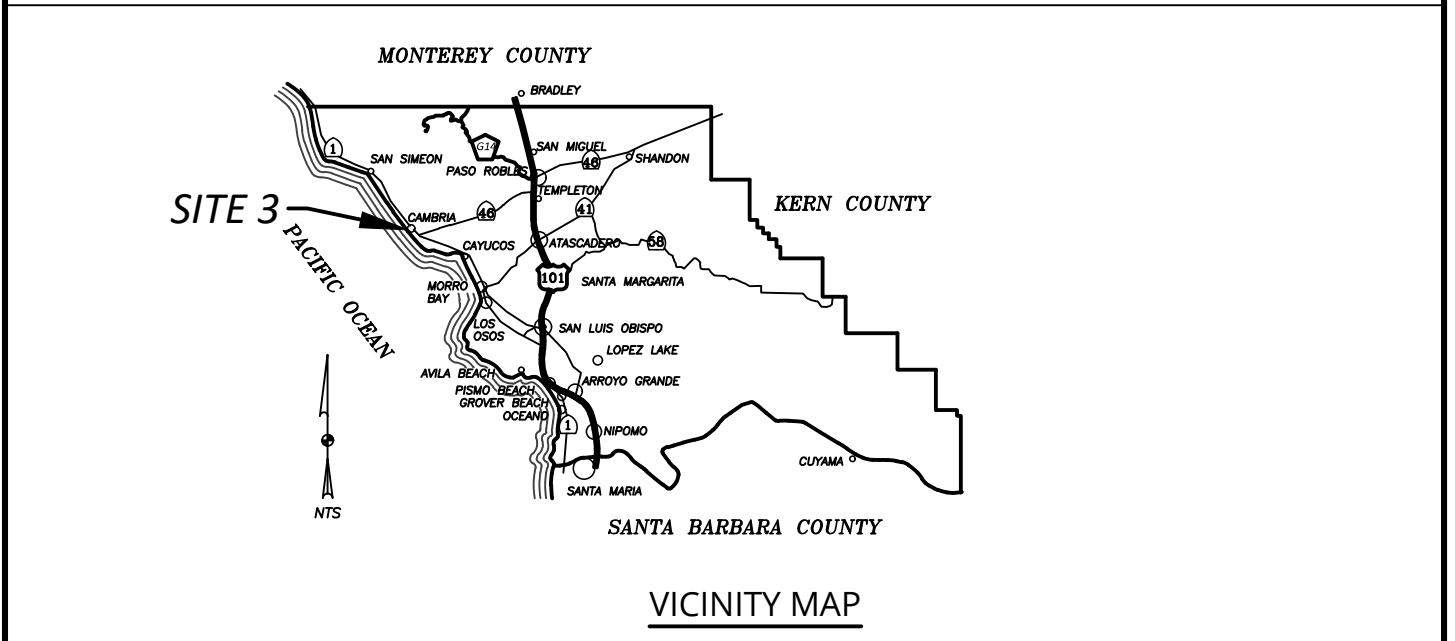 MONTEREY COUNTY
BRADLEY
1
SAN SIMEON
G14
SAN MIGUEL
46
SHANDON
PASO ROBLES
TEMPLETON
SITE 3
CAMBRIA
46
41
KERN COUNTY
PACIFIC OCEAN
CAYUCOS
ATASCADERO
58
MORRO
BAY
101
SANTA MARGARITA
LOS
OSOS
SAN LUIS OBISPO
LOPEZ LAKE
AVILA BEACH
ARROYO GRANDE
PISMO BEACH
GROVER BEACH
OCEANO
1
NIPOMO
CUYAMA
SANTA MARIA
NTS
SANTA BARBARA COUNTY
VICINITY MAP